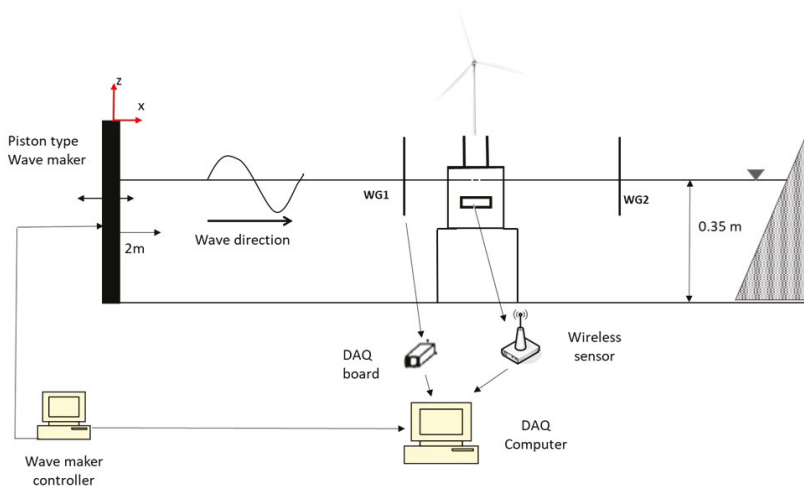 z
x
Piston type
Wave maker
WG1
WG2
2m
Wave direction
0.35 m
DAQ
board
Wireless
sensor
DAQ
Computer
Wave maker
controller